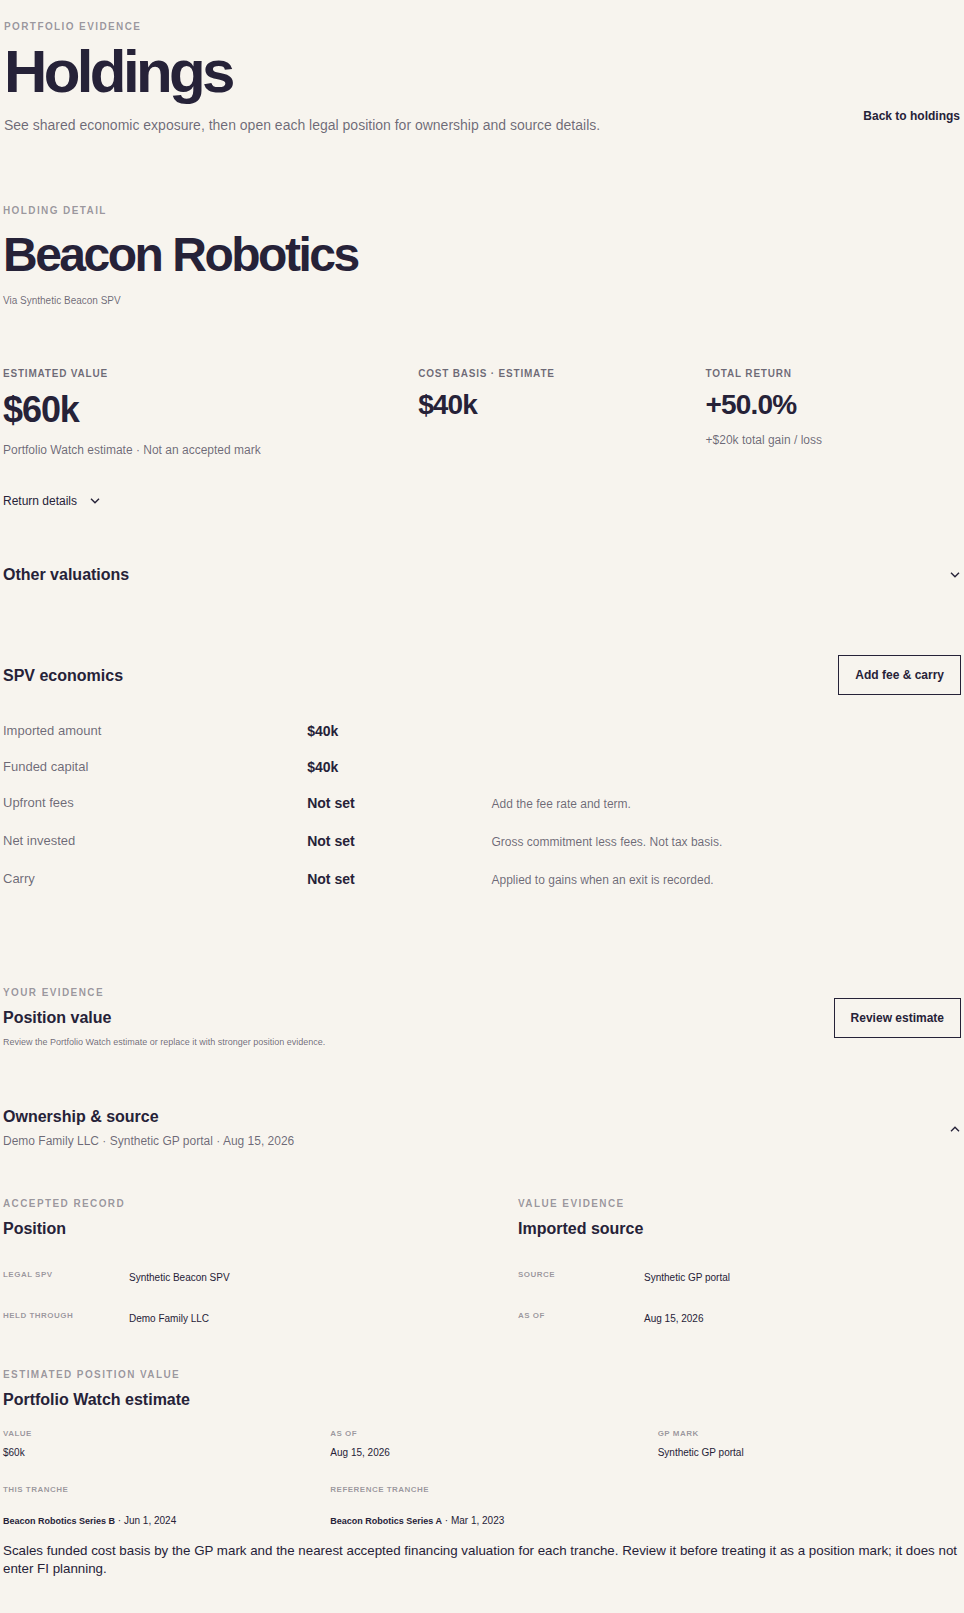 PORTFOLIO EVIDENCE
Holdings
See shared economic exposure, then open each legal position for ownership and source details.
Back to holdings
HOLDING DETAIL
Beacon Robotics
Via Synthetic Beacon SPV
ESTIMATED VALUE
$60k
Portfolio Watch estimate · Not an accepted mark
COST BASIS · ESTIMATE
$40k
TOTAL RETURN
+50.0%
+$20k total gain / loss
Return details
Other valuations
SPV economics
Add fee & carry
Imported amount $40k
Funded capital $40k
Upfront fees Not set Add the fee rate and term.
Net invested Not set Gross commitment less fees. Not tax basis.
Carry Not set Applied to gains when an exit is recorded.
YOUR EVIDENCE
Position value
Review the Portfolio Watch estimate or replace it with stronger position evidence.
Review estimate
Ownership & source
Demo Family LLC · Synthetic GP portal · Aug 15, 2026
ACCEPTED RECORD
Position
LEGAL SPV Synthetic Beacon SPV
HELD THROUGH Demo Family LLC
VALUE EVIDENCE
Imported source
SOURCE Synthetic GP portal
AS OF Aug 15, 2026
ESTIMATED POSITION VALUE
Portfolio Watch estimate
VALUE
$60k
AS OF
Aug 15, 2026
GP MARK
Synthetic GP portal
THIS TRANCHE
Beacon Robotics Series B · Jun 1, 2024
REFERENCE TRANCHE
Beacon Robotics Series A · Mar 1, 2023
Scales funded cost basis by the GP mark and the nearest accepted financing valuation for each tranche. Review it before treating it as a position mark; it does not
enter FI planning.